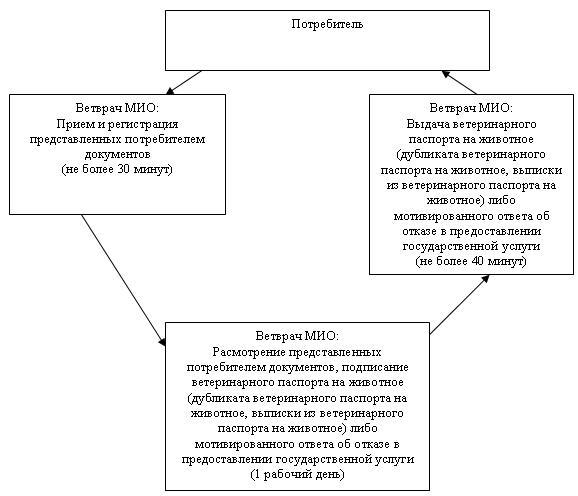 Потребитель
Ветврач МИО:
Прием и регистрация
представленных потребителем
документов
(не более 30 минут)
Ветврач МИО:
Выдача ветеринарного
паспорта на животное
(дубликата ветеринарного
паспорта на животное, выписки
из ветеринарного паспорта на
животное) либо
мотивированного ответа об
отказе в предоставлении
государственной услуги
(не более 40 минут)
Ветврач МИО:
Расмотрение представленных
потребителем документов, подписание
ветеринарного паспорта на животное
(дубликата ветеринарного паспорта на
животное, выписки из ветеринарного
паспорта на животное) либо
мотивированного ответа об отказе в
предоставлении государственной услуги
(1 рабочий день)